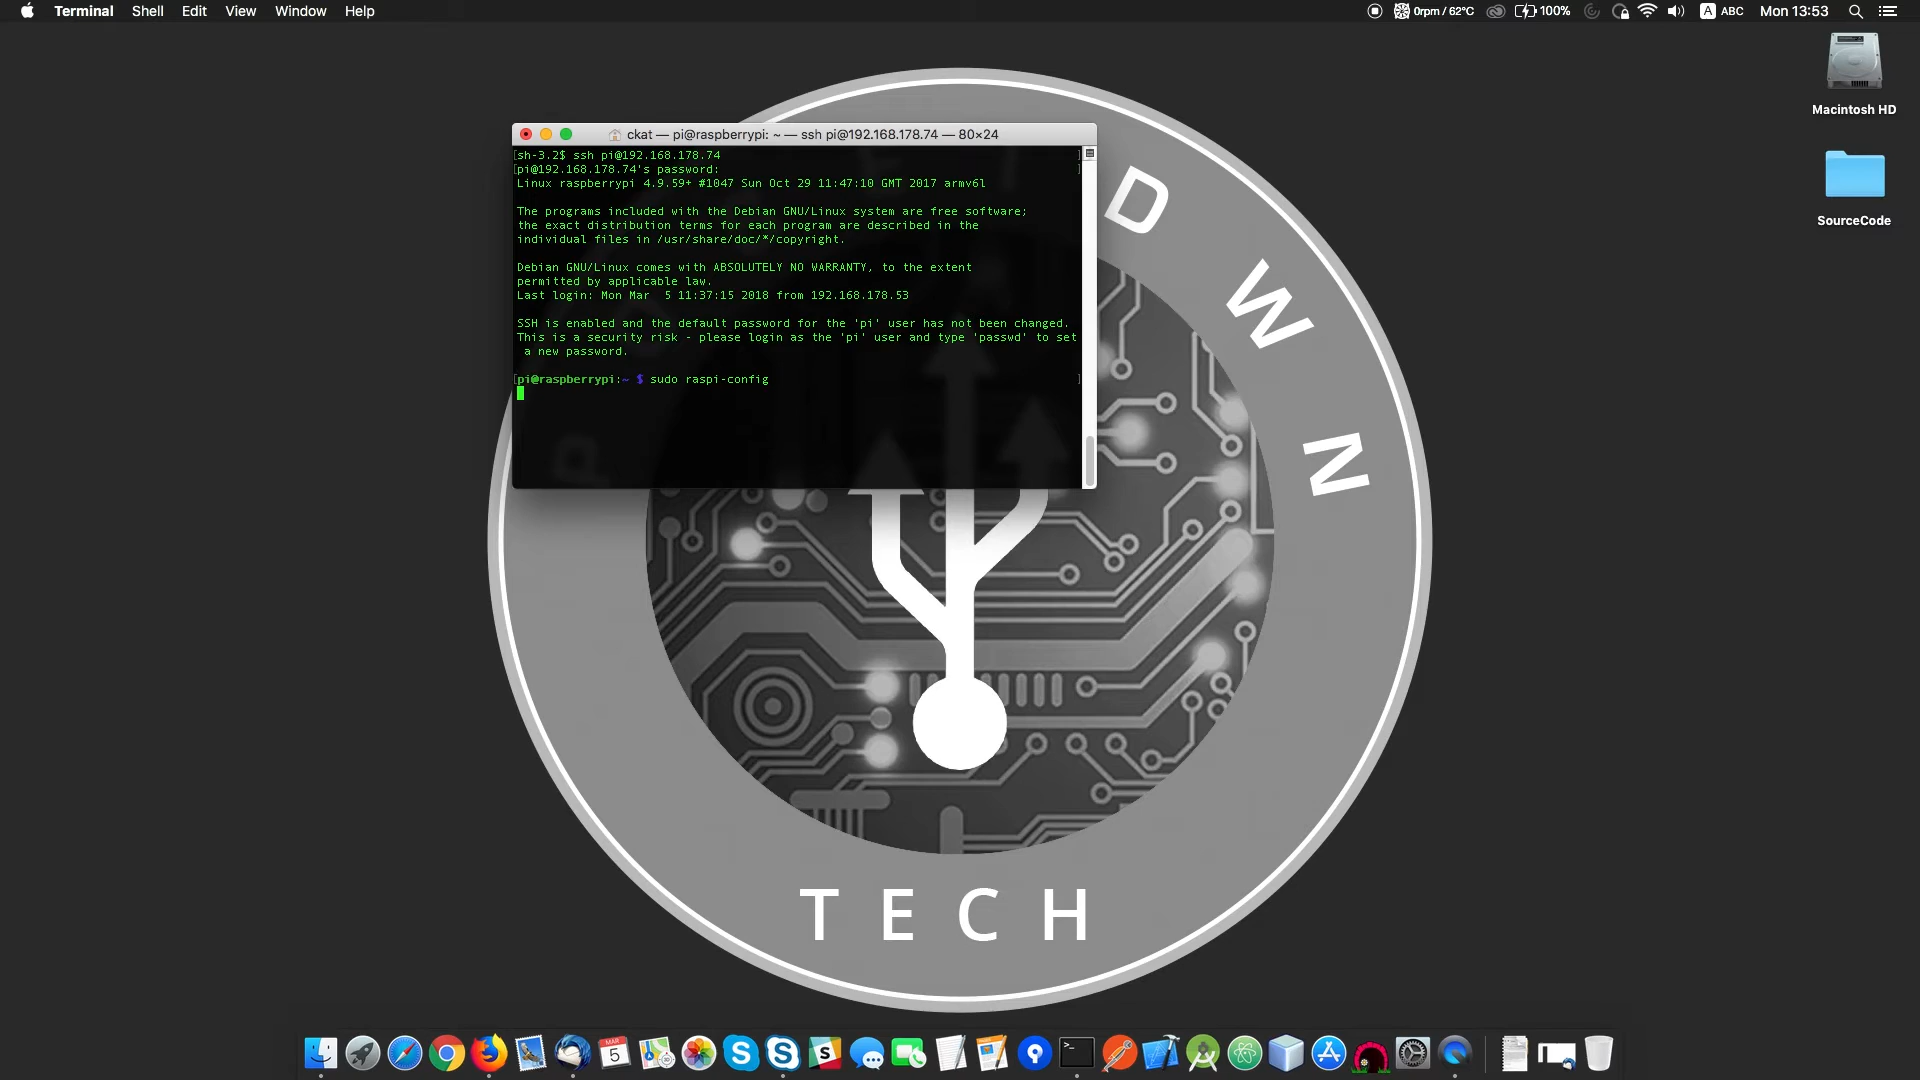 Terminal Shell Edit View Window Help
0rpm / 62°C 100% A ABC Mon 13:53
Macintosh HD
SourceCode
ckat — pi@raspberrypi: ~ — ssh pi@192.168.178.74 — 80×24
[sh-3.2$ ssh pi@192.168.178.74 ]
[pi@192.168.178.74's password: ]
Linux raspberrypi 4.9.59+ #1047 Sun Oct 29 11:47:10 GMT 2017 armv6l
The programs included with the Debian GNU/Linux system are free software;
the exact distribution terms for each program are described in the
individual files in /usr/share/doc/*/copyright.
Debian GNU/Linux comes with ABSOLUTELY NO WARRANTY, to the extent
permitted by applicable law.
Last login: Mon Mar  5 11:37:15 2018 from 192.168.178.53
SSH is enabled and the default password for the 'pi' user has not been changed.
This is a security risk - please login as the 'pi' user and type 'passwd' to set
 a new password.
[pi@raspberrypi:~ $ sudo raspi-config ]
D W N
TECH
MAR
5